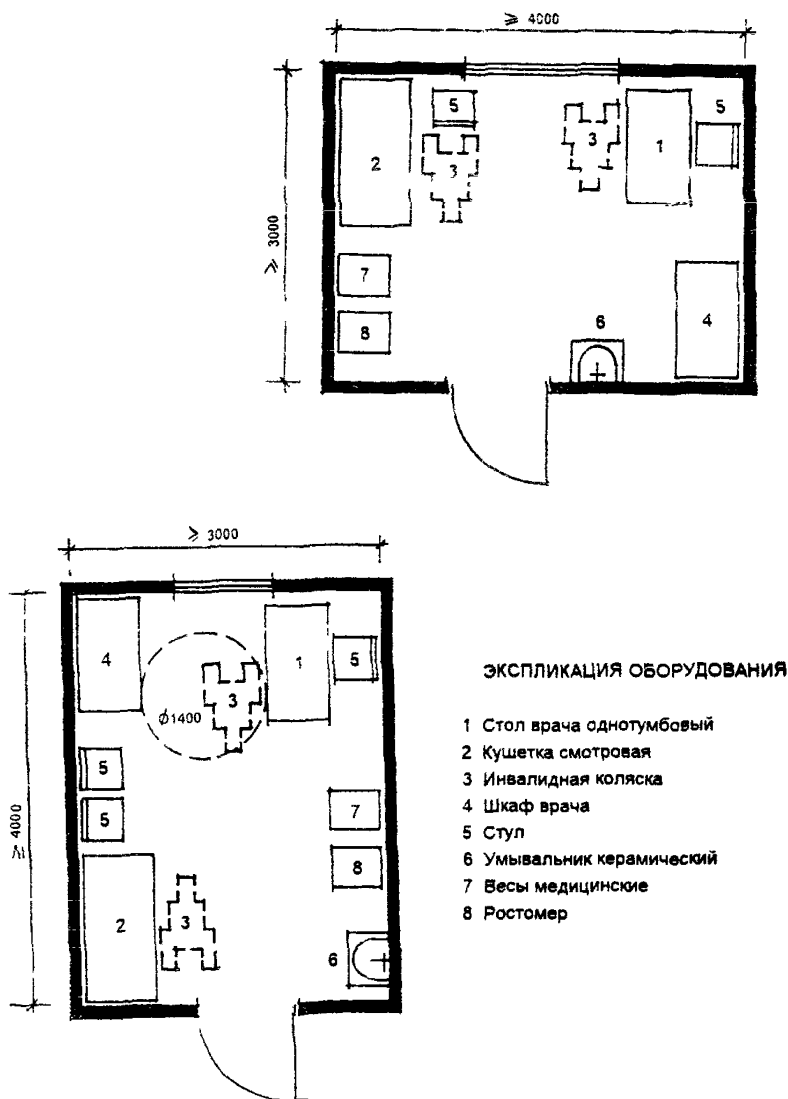 ≥ 4000
≥ 3000
5
2
3
3
1
5
7
8
6
4
≥ 3000
≥ 4000
4
1
5
3
∅1400
5
5
7
8
2
3
6
ЭКСПЛИКАЦИЯ ОБОРУДОВАНИЯ
1 Стол врача однотумбовый
2 Кушетка смотровая
3 Инвалидная коляска
4 Шкаф врача
5 Стул
6 Умывальник керамический
7 Весы медицинские
8 Ростомер